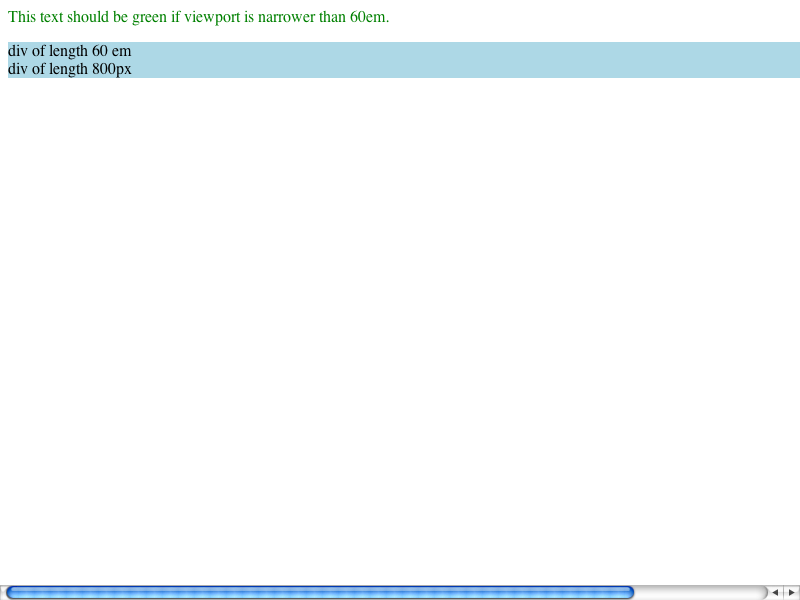 This text should be green if viewport is narrower than 60em.
div of length 60 em
div of length 800px